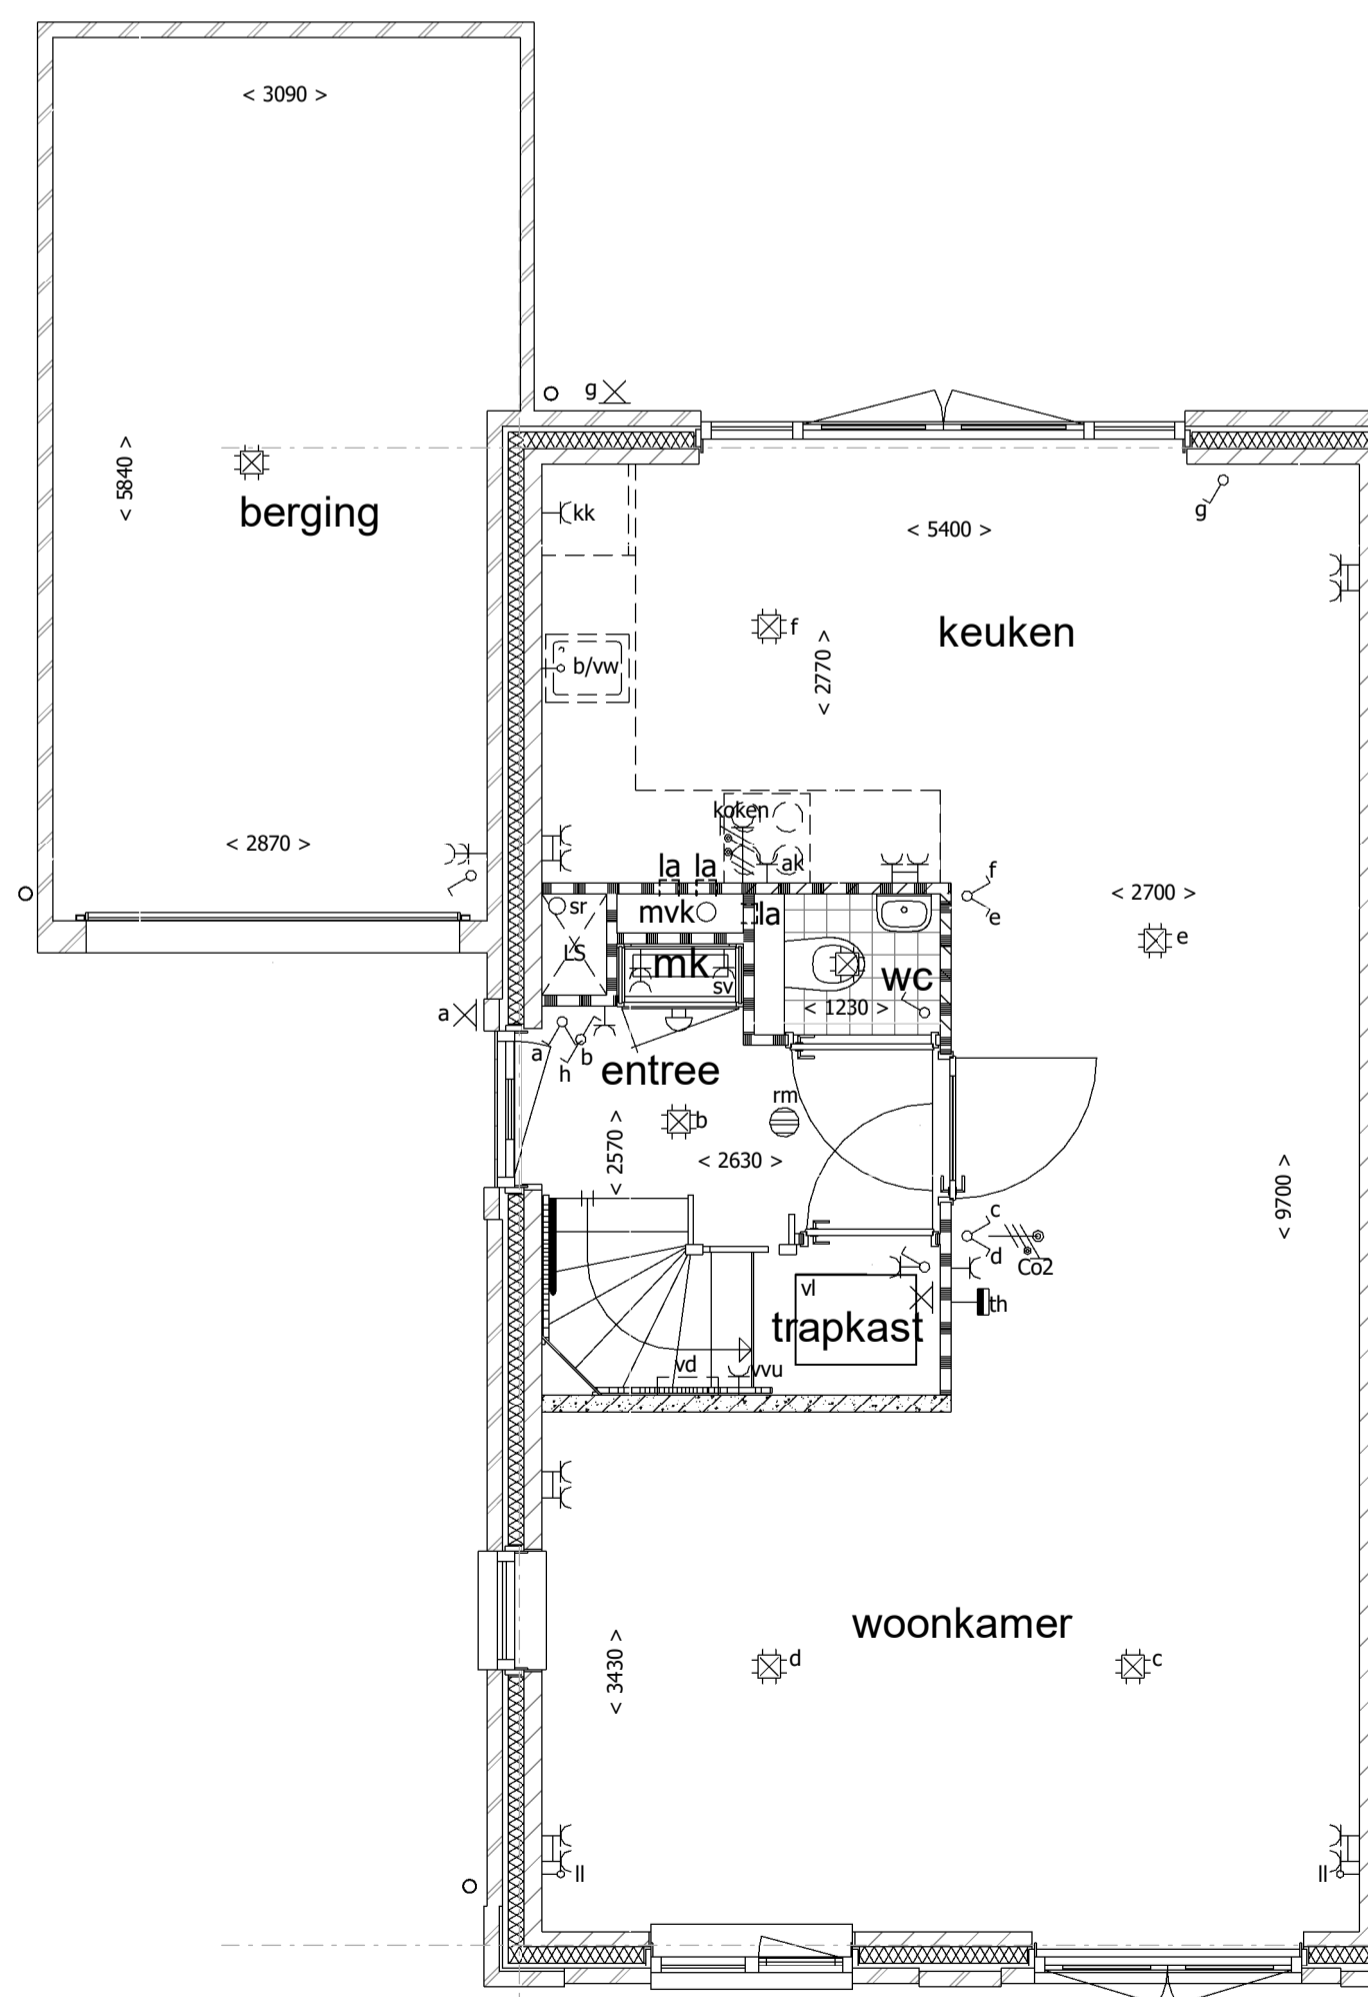 < 3090 >
g
< 5840 >
berging
kk
< 5400 >
g
f
keuken
b/vw
< 2770 >
koken
< 2870 >
la la
ak
f
sr
mvk
la
e
< 2700 >
e
LS
mk
sv
wc
a
< 1230 >
a
b
h
entree
rm
b
< 2570 >
< 2630 >
< 9700 >
c
d
Co2
vl
th
trapkast
vd
vvu
woonkamer
d
c
< 3430 >
ll
ll